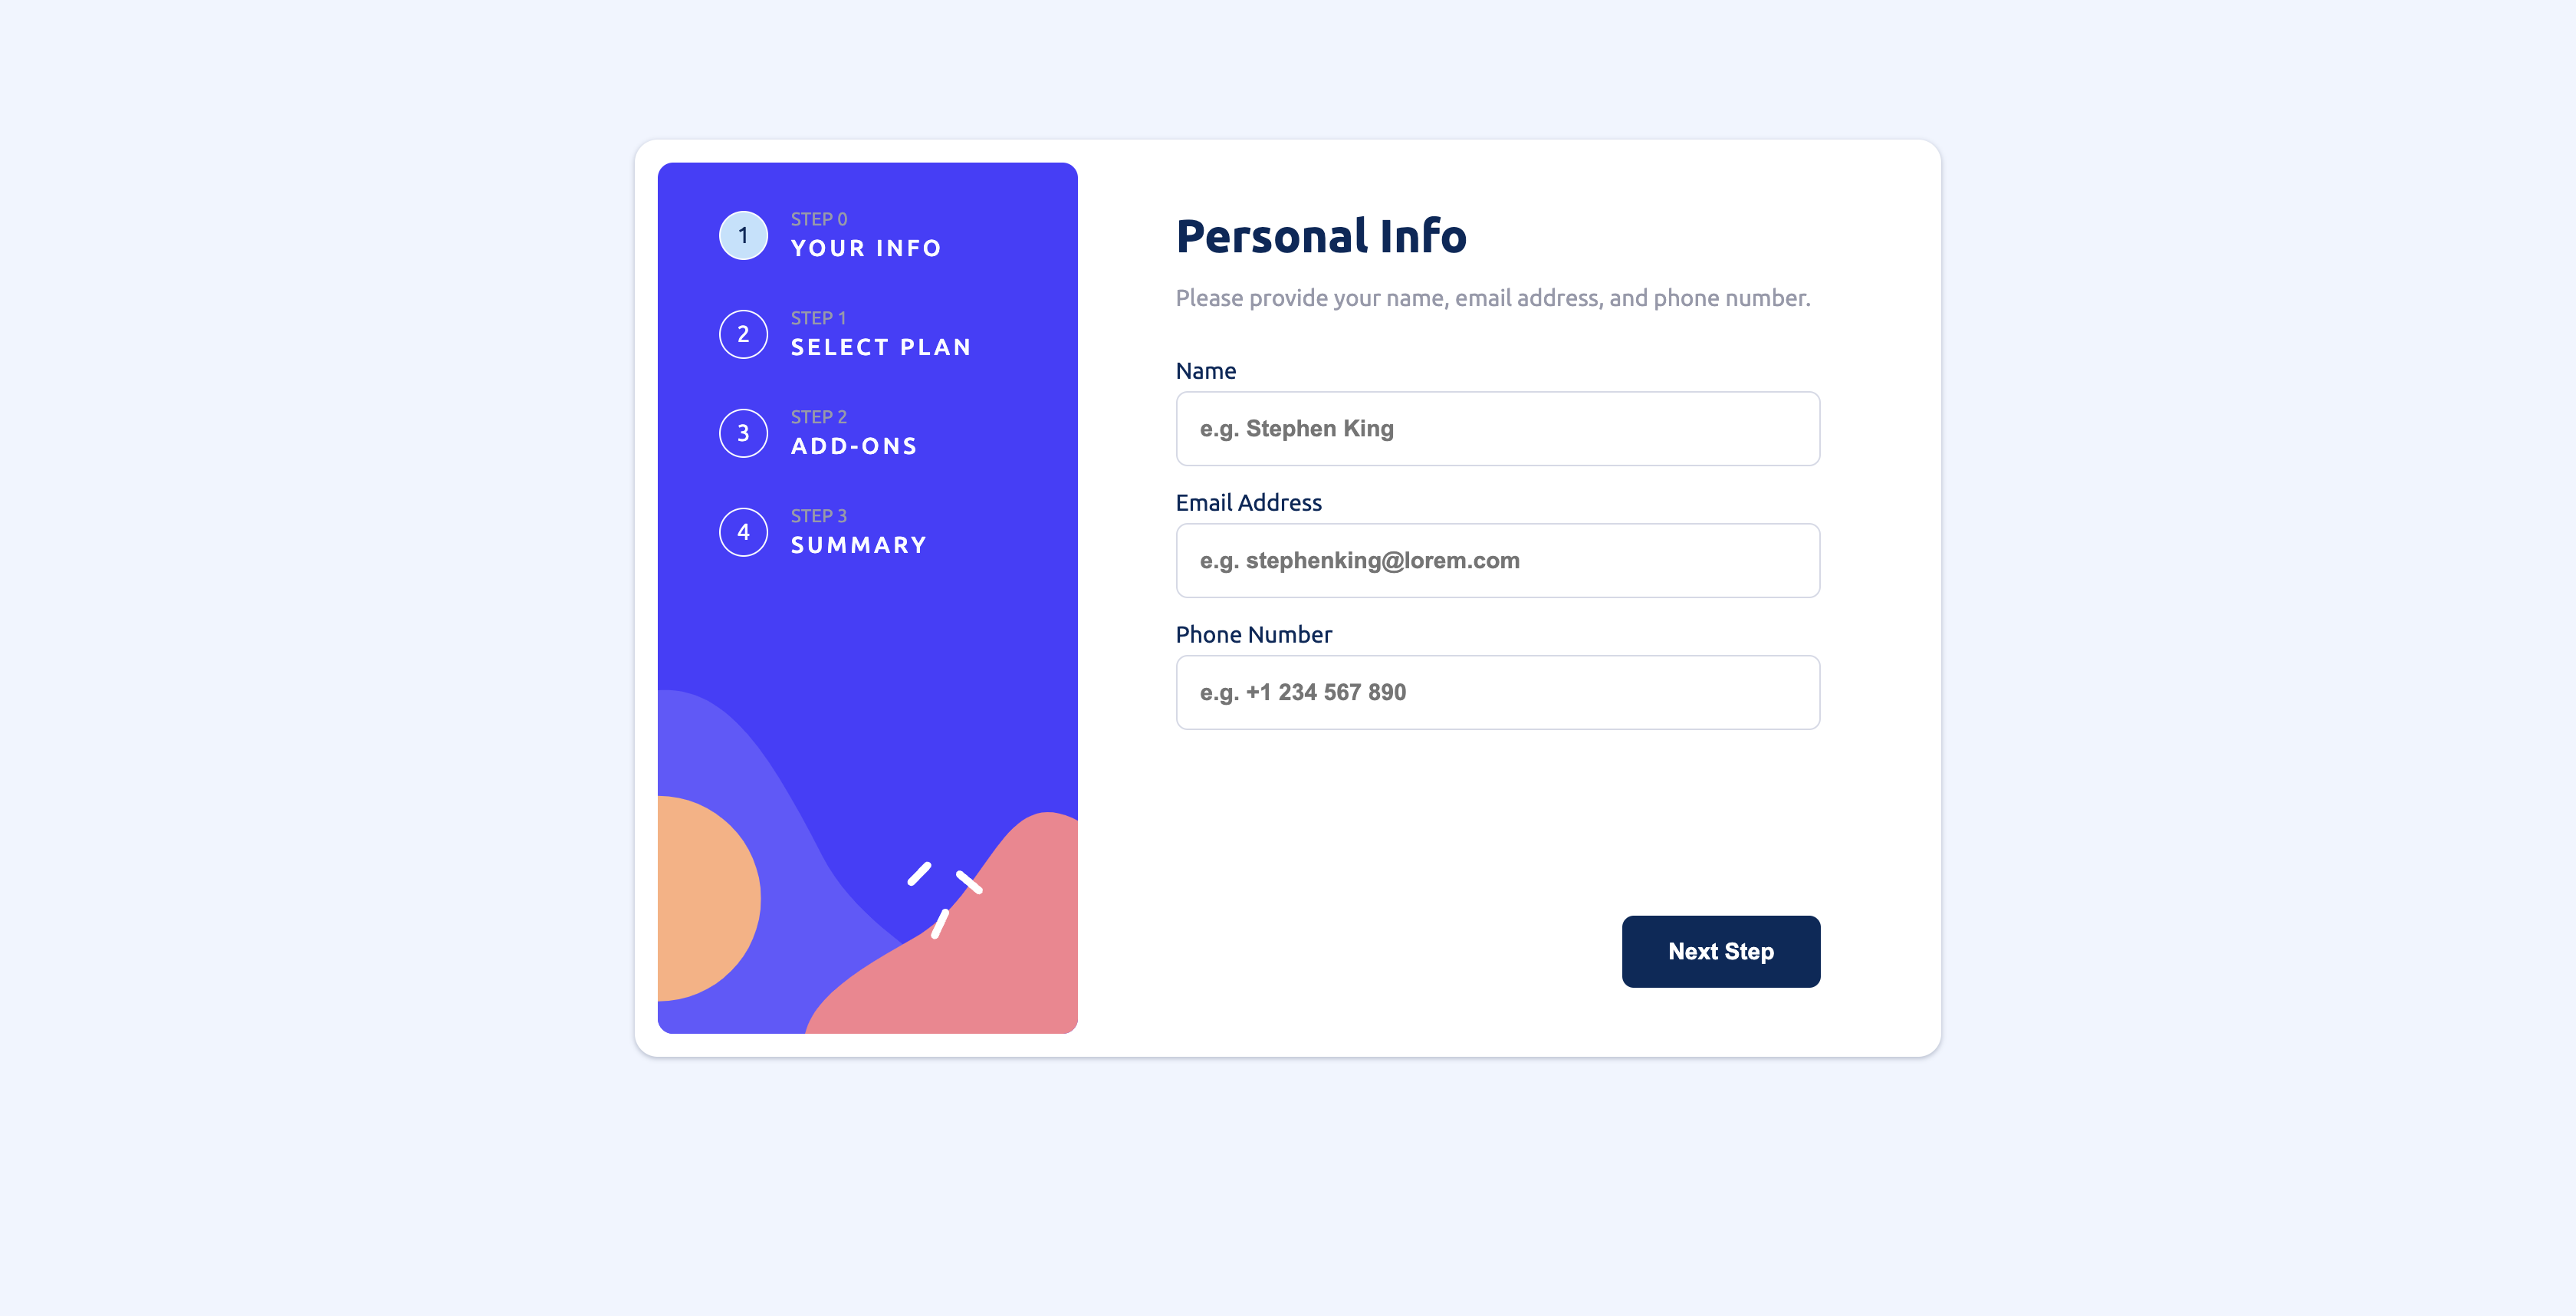 1
STEP 0
YOUR INFO
2
STEP 1
SELECT PLAN
3
STEP 2
ADD-ONS
4
STEP 3
SUMMARY
Personal Info
Please provide your name, email address, and phone number.
Name
e.g. Stephen King
Email Address
e.g. stephenking@lorem.com
Phone Number
e.g. +1 234 567 890
Next Step